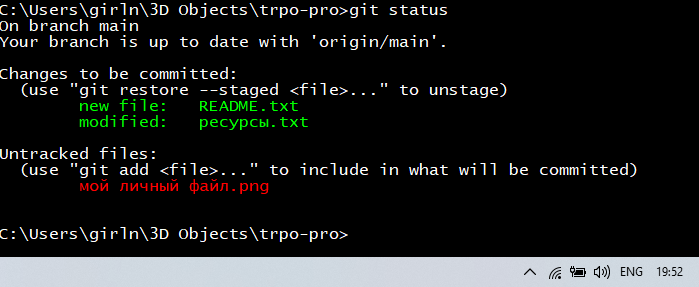 C:\Users\girln\3D Objects\trpo-pro>git status
On branch main
Your branch is up to date with 'origin/main'.
Changes to be committed:
(use "git restore --staged <file>..." to unstage)
new file: README.txt
modified: ресурсы.txt
Untracked files:
(use "git add <file>..." to include in what will be committed)
мой личный файл.png
C:\Users\girln\3D Objects\trpo-pro>
ENG 19:52